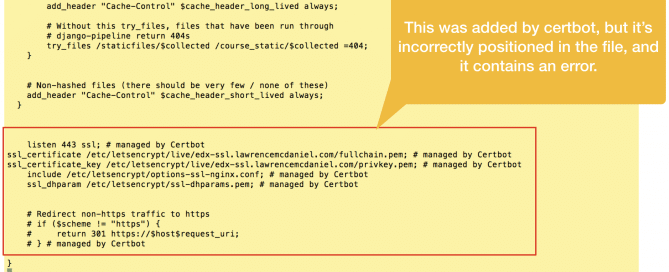 add_header "Cache-Control" $cache_header_long_lived always;
# Without this try_files, files that have been run through
# django-pipeline return 404s
try_files /staticfiles/$collected /course_static/$collected =404;
}
# Non-hashed files (there should be very few / none of these)
add_header "Cache-Control" $cache_header_short_lived always;
}
This was added by certbot, but it's
incorrectly positioned in the file, and
it contains an error.
listen 443 ssl; # managed by Certbot
ssl_certificate /etc/letsencrypt/live/edx-ssl.lawrencemcdaniel.com/fullchain.pem; # managed by Certbot
ssl_certificate_key /etc/letsencrypt/live/edx-ssl.lawrencemcdaniel.com/privkey.pem; # managed by Certbot
include /etc/letsencrypt/options-ssl-nginx.conf; # managed by Certbot
ssl_dhparam /etc/letsencrypt/ssl-dhparams.pem; # managed by Certbot
# Redirect non-https traffic to https
# if ($scheme != "https") {
#     return 301 https://$host$request_uri;
# } # managed by Certbot
}